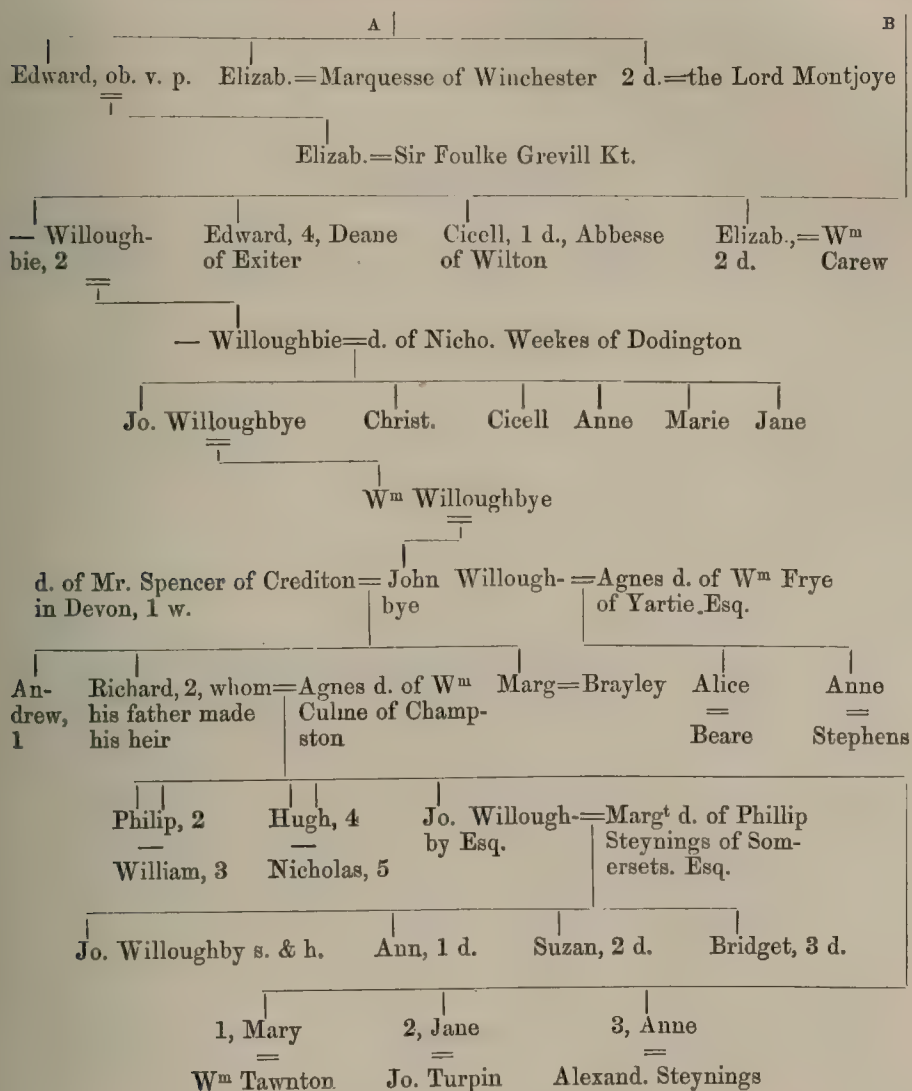 A B
Edward, ob. v. p. Elizab.=Marquesse of Winchester 2 d.=the Lord Montjoye
=
Elizab.=Sir Foulke Grevill Kt.
— Willough- Edward, 4, Deane Cicell, 1 d., Abbesse Elizab.,=Wm
bie, 2 of Exiter of Wilton 2 d. Carew
=
— Willoughbie=d. of Nicho. Weekes of Dodington
Jo. Willoughbye Christ. Cicell Anne Marie Jane
=
Wm Willoughbye
=
d. of Mr. Spencer of Crediton=John Willough-=Agnes d. of Wm Frye
in Devon, 1 w. bye of Yartie Esq.
An- Richard, 2, whom=Agnes d. of Wm Marg=Brayley Alice Anne
drew, his father made Culme of Champ- = =
1 his heir ston Beare Stephens
Philip, 2 Hugh, 4 Jo. Willough-=Margt d. of Phillip
— — by Esq. Steynings of Som-
William, 3 Nicholas, 5 ersets. Esq.
Jo. Willoughby s. & h. Ann, 1 d. Suzan, 2 d. Bridget, 3 d.
1, Mary 2, Jane 3, Anne
= = =
Wm Tawnton Jo. Turpin Alexand. Steynings